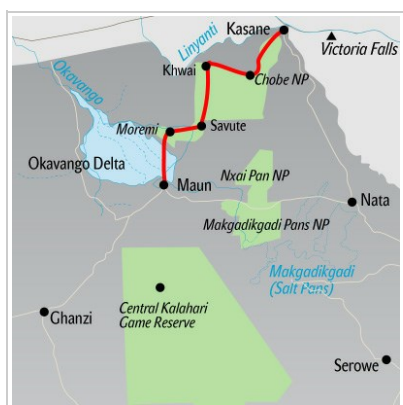 Kasane
Linyanti
Victoria Falls
Khwai
Chobe NP
Okavango
Moremi
Savute
Okavango Delta
Maun
Nxai Pan NP
Nata
Makgadikgadi Pans NP
Makgadikgadi
(Salt Pans)
Central Kalahari
Game Reserve
Ghanzi
Serowe